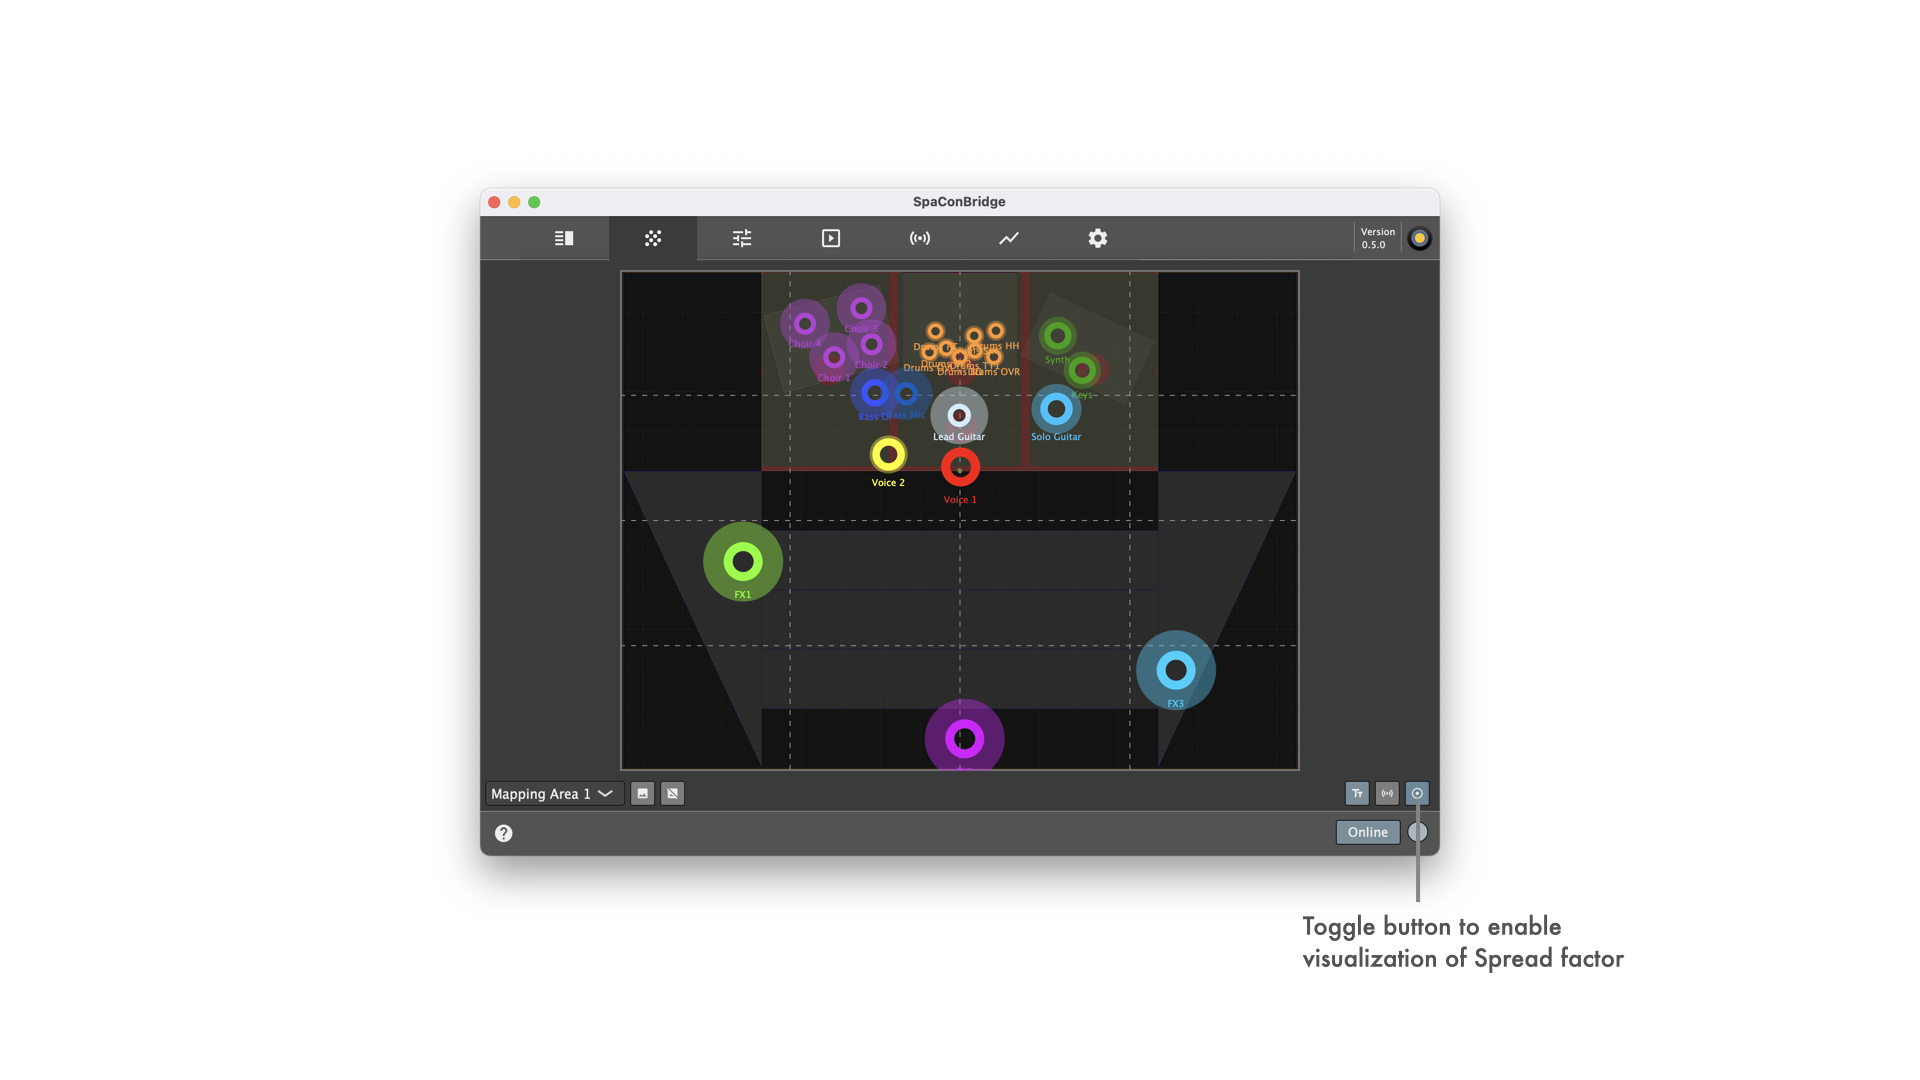 SpaConBridge
Version
0.5.0
Choir 3
Choir 4
Choir 2
Choir 1
Drums HH
Drums OVR
Synth
Keys
Bass DI
Mic
Lead Guitar
Solo Guitar
Voice 2
Voice 1
FX1
FX3
Mapping Area 1
Online
Toggle button to enable
visualization of Spread factor